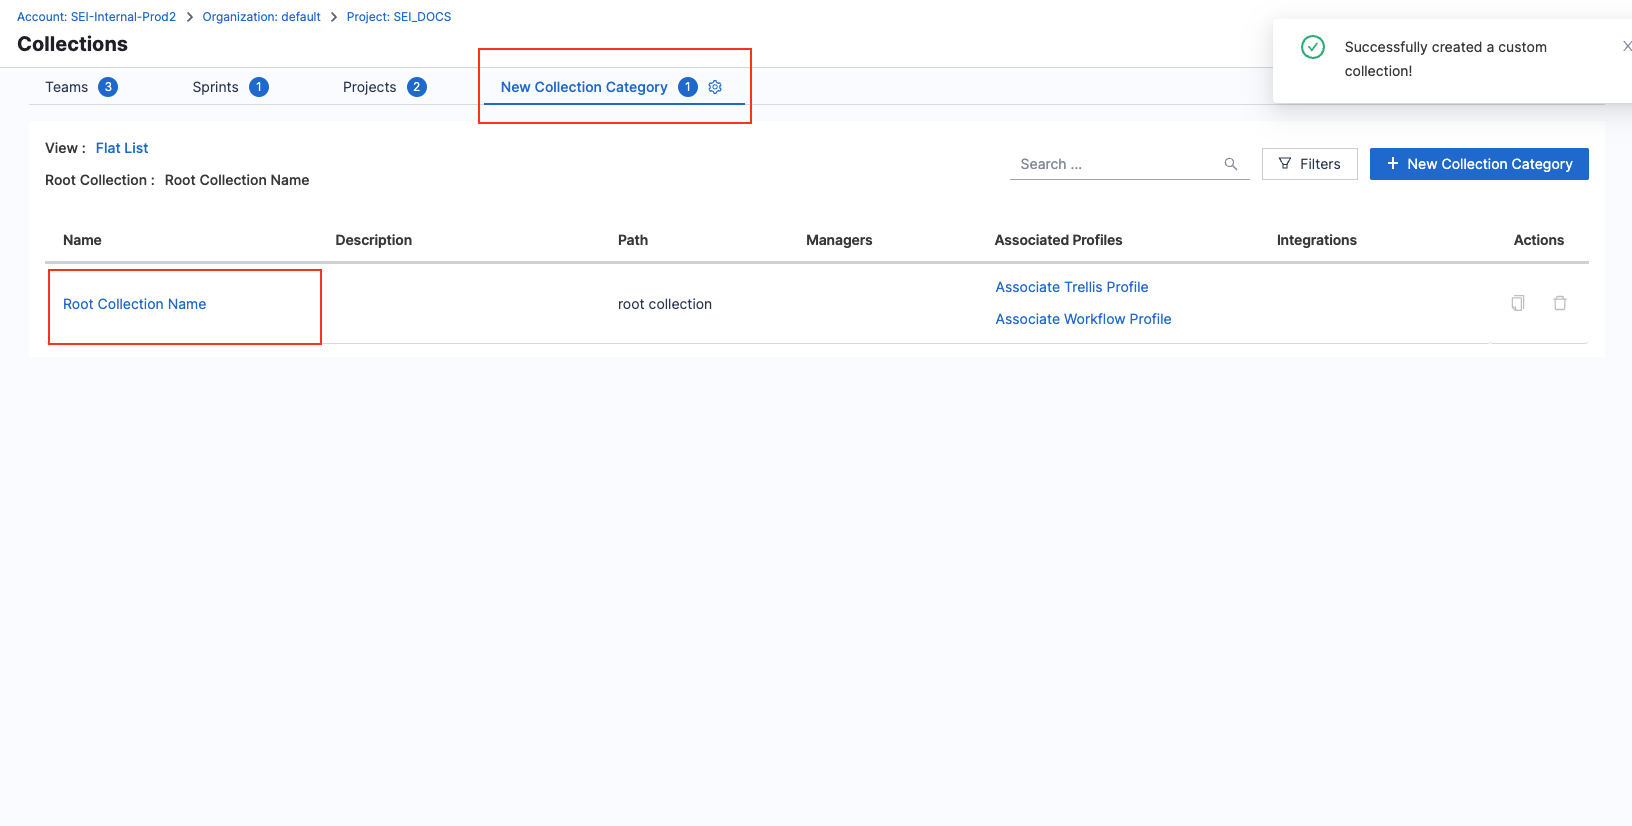 Account: SEI-Internal-Prod2 > Organization: default > Project: SEI_DOCS
Collections
Successfully created a custom
collection!
Teams 3 Sprints 1 Projects 2 New Collection Category 1
View : Flat List
Root Collection : Root Collection Name
Search ... Filters + New Collection Category
Name Description Path Managers Associated Profiles Integrations Actions
Root Collection Name root collection Associate Trellis Profile
Associate Workflow Profile